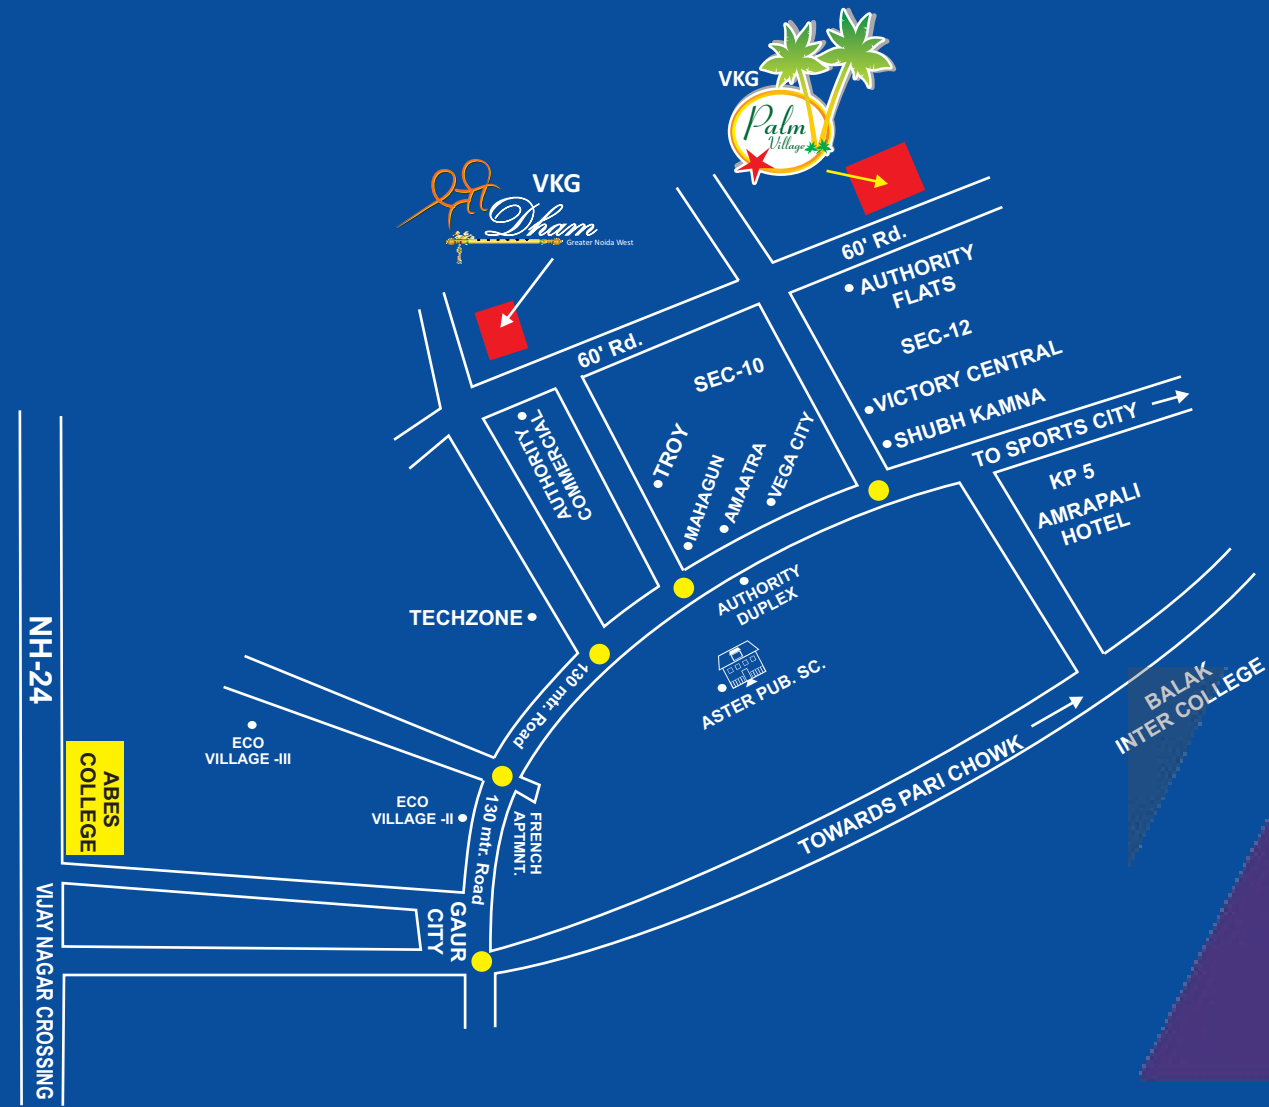 VKG
Palm
Village
VKG
Dham
Greater Noida West
60' Rd.
AUTHORITY
FLATS
SEC-12
VICTORY CENTRAL
SHUBH KAMNA
TO SPORTS CITY
60' Rd.
SEC-10
TROY
MAHAGUN
AMAATRA
VEGA CITY
AUTHORITY
COMMERCIAL
KP 5
AMRAPALI
HOTEL
AUTHORITY
DUPLEX
TECHZONE
ASTER PUB. SC.
130 mtr. Road
BALAK
INTER COLLEGE
TOWARDS PARI CHOWK
NH-24
ECO
VILLAGE -III
ABES
COLLEGE
ECO
VILLAGE -II
130 mtr. Road
FRENCH
APTMNT.
GAUR
CITY
VIJAY NAGAR CROSSING